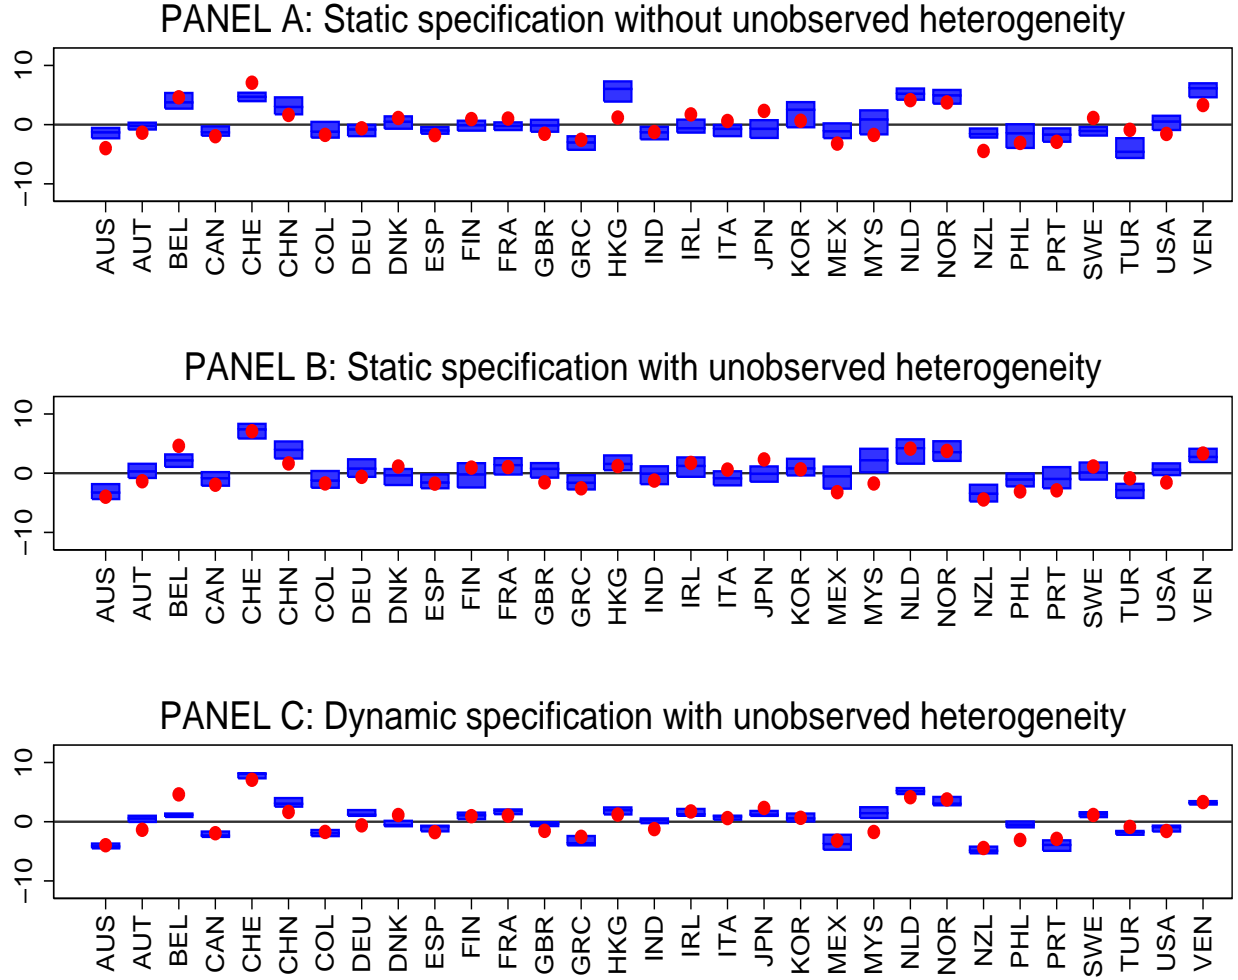 PANEL A: Static specification without unobserved heterogeneity
10
0
−10
AUS AUT BEL CAN CHE CHN COL DEU DNK ESP FIN FRA GBR GRC HKG IND IRL ITA JPN KOR MEX MYS NLD NOR NZL PHL PRT SWE TUR USA VEN
PANEL B: Static specification with unobserved heterogeneity
10
0
−10
AUS AUT BEL CAN CHE CHN COL DEU DNK ESP FIN FRA GBR GRC HKG IND IRL ITA JPN KOR MEX MYS NLD NOR NZL PHL PRT SWE TUR USA VEN
PANEL C: Dynamic specification with unobserved heterogeneity
10
0
−10
AUS AUT BEL CAN CHE CHN COL DEU DNK ESP FIN FRA GBR GRC HKG IND IRL ITA JPN KOR MEX MYS NLD NOR NZL PHL PRT SWE TUR USA VEN